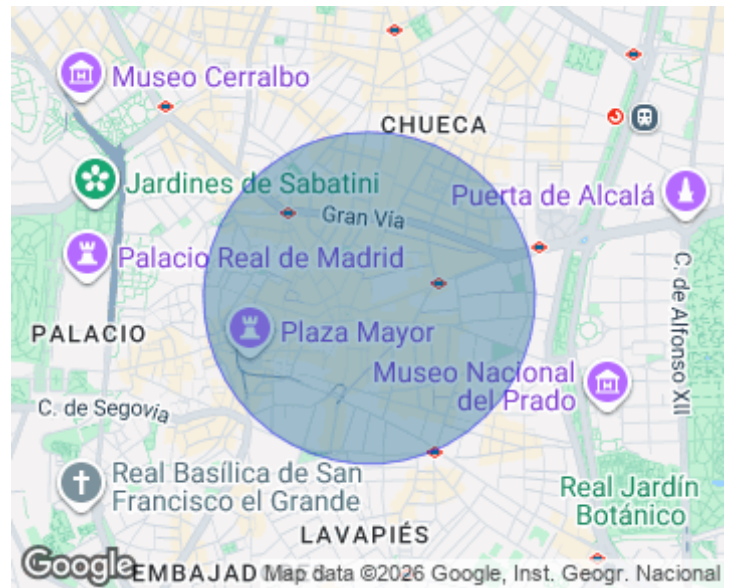 Museo Cerralbo
CHUECA
Jardines de Sabatini
Puerta de Alcalá
Gran Vía
Palacio Real de Madrid
C. de Alfonso XII
PALACIO
Plaza Mayor
Museo Nacional
del Prado
C. de Segovia
Real Basílica de San
Francisco el Grande
Real Jardín
Botánico
LAVAPIÉS
Google
EMBAJAD
Map data ©2026 Google, Inst. Geogr. Nacional